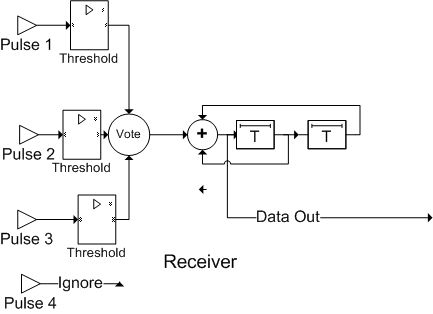 Pulse 1
Threshold
Pulse 2
Threshold
Vote
+
T
T
Pulse 3
Threshold
Data Out
Receiver
Ignore
Pulse 4